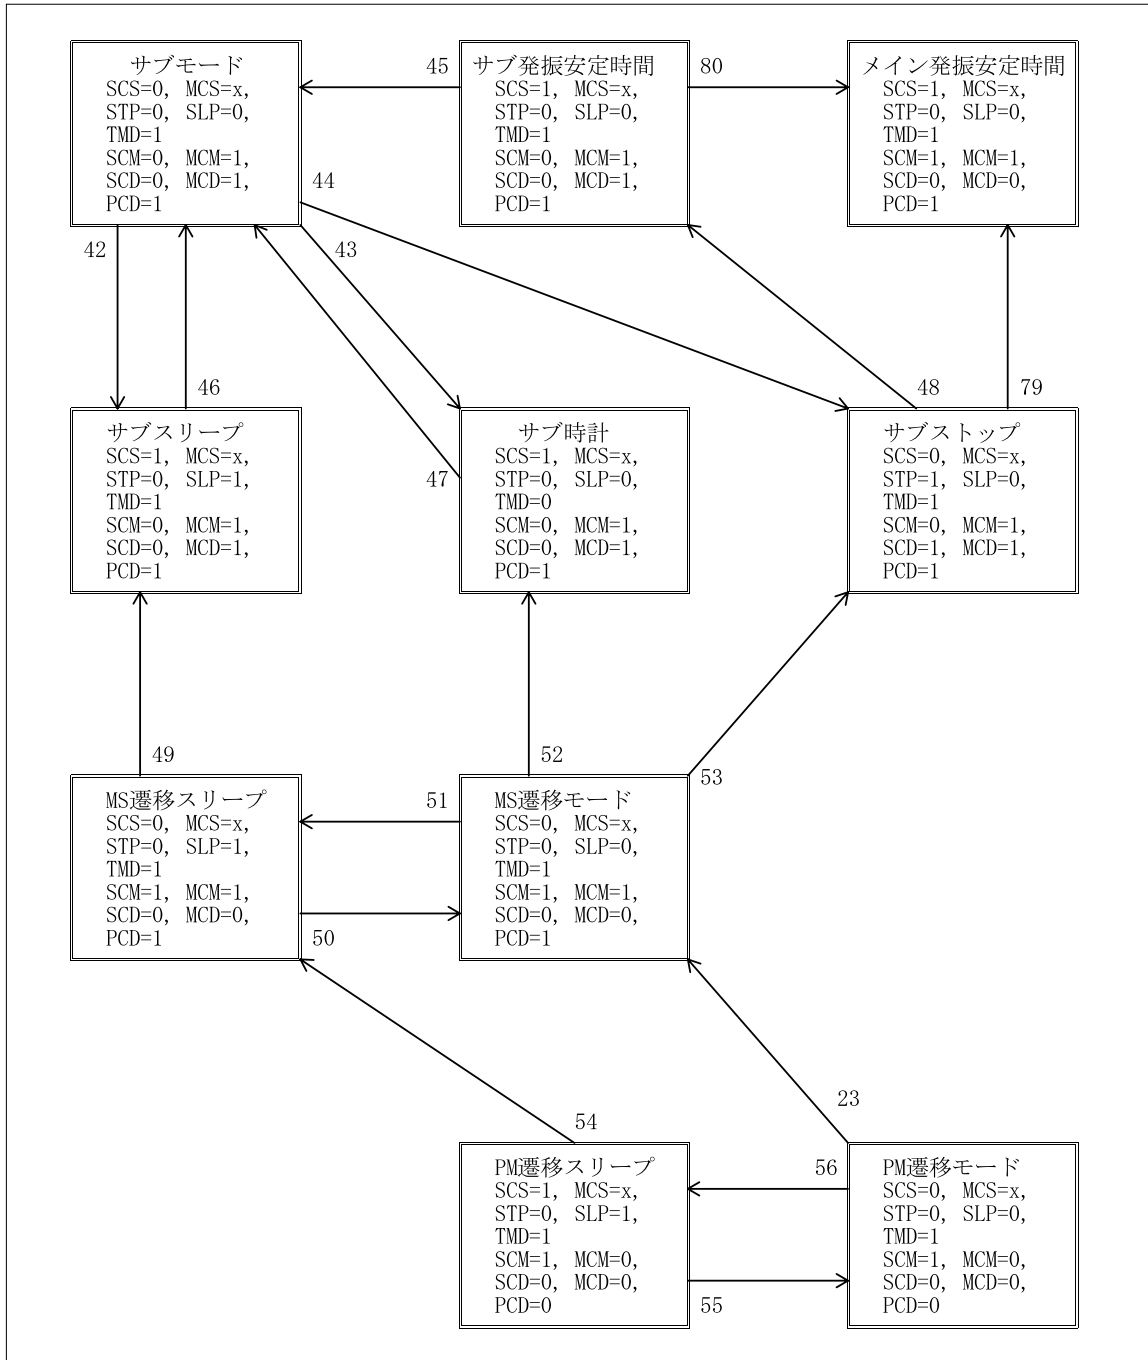 サブモード
SCS=0, MCS=x,
STP=0, SLP=0,
TMD=1
SCM=0, MCM=1,
SCD=0, MCD=1,
PCD=1
45
サブ発振安定時間
SCS=1, MCS=x,
STP=0, SLP=0,
TMD=1
SCM=0, MCM=1,
SCD=0, MCD=1,
PCD=1
80
メイン発振安定時間
SCS=1, MCS=x,
STP=0, SLP=0,
TMD=1
SCM=1, MCM=1,
SCD=0, MCD=0,
PCD=1
44
42
43
46
47
48
79
サブスリープ
SCS=1, MCS=x,
STP=0, SLP=1,
TMD=1
SCM=0, MCM=1,
SCD=0, MCD=1,
PCD=1
サブ時計
SCS=1, MCS=x,
STP=0, SLP=0,
TMD=0
SCM=0, MCM=1,
SCD=0, MCD=1,
PCD=1
サブストップ
SCS=0, MCS=x,
STP=1, SLP=0,
TMD=1
SCM=0, MCM=1,
SCD=1, MCD=1,
PCD=1
49
52
53
MS遷移スリープ
SCS=0, MCS=x,
STP=0, SLP=1,
TMD=1
SCM=1, MCM=1,
SCD=0, MCD=0,
PCD=1
51
50
MS遷移モード
SCS=0, MCS=x,
STP=0, SLP=0,
TMD=1
SCM=1, MCM=1,
SCD=0, MCD=0,
PCD=1
54
23
PM遷移スリープ
SCS=1, MCS=x,
STP=0, SLP=1,
TMD=1
SCM=1, MCM=0,
SCD=0, MCD=0,
PCD=0
56
55
PM遷移モード
SCS=0, MCS=x,
STP=0, SLP=0,
TMD=1
SCM=1, MCM=0,
SCD=0, MCD=0,
PCD=0